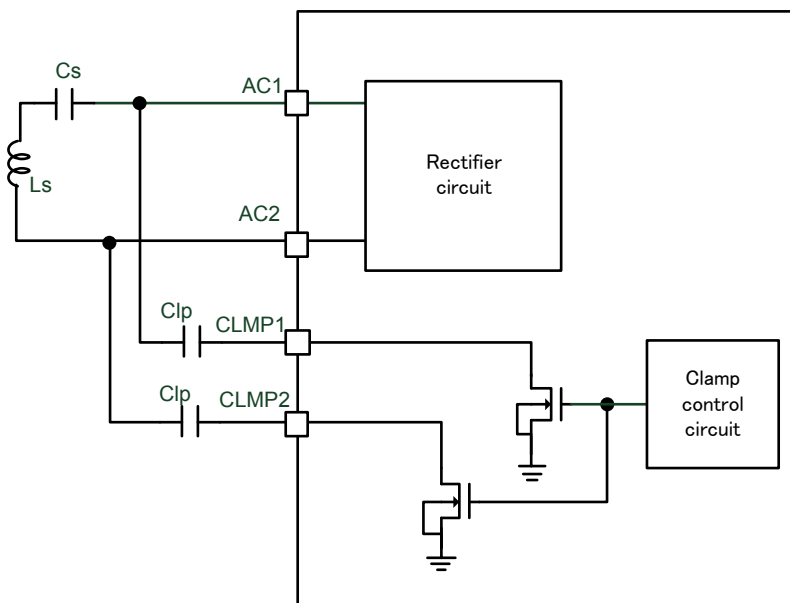 Cs
AC1
Rectifier
circuit
Ls
AC2
Clp
CLMP1
Clp
CLMP2
Clamp
control
circuit